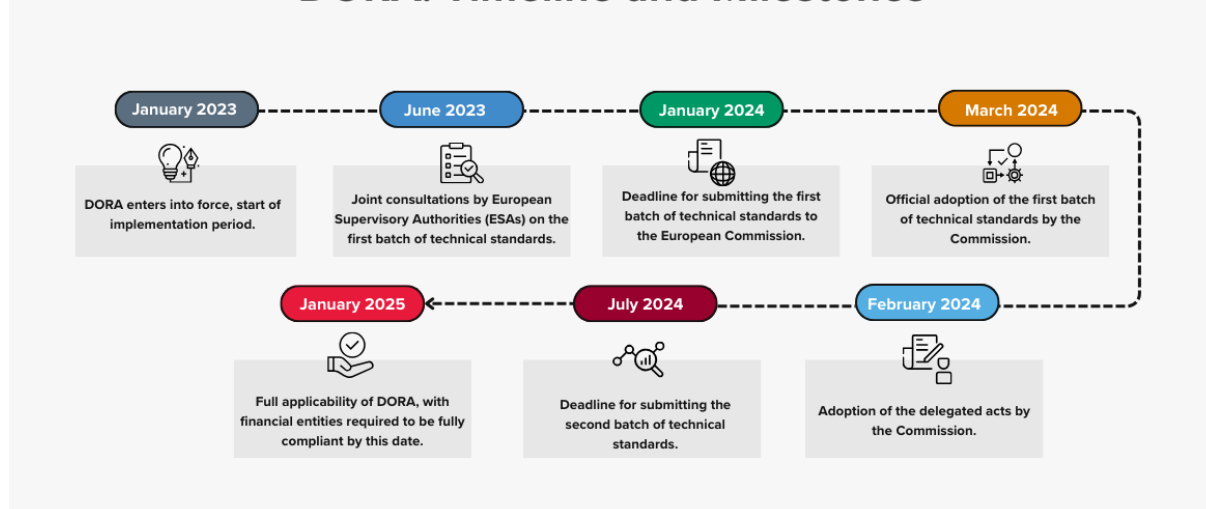 DORA: Timeline and Milestones
January 2023
June 2023
January 2024
March 2024
DORA enters into force, start of
implementation period.
Joint consultations by European
Supervisory Authorities (ESAs) on the
first batch of technical standards.
Deadline for submitting the first
batch of technical standards to
the European Commission.
Official adoption of the first batch
of technical standards by the
Commission.
January 2025
July 2024
February 2024
Full applicability of DORA, with
financial entities required to be fully
compliant by this date.
Deadline for submitting the
second batch of technical
standards.
Adoption of the delegated acts by
the Commission.